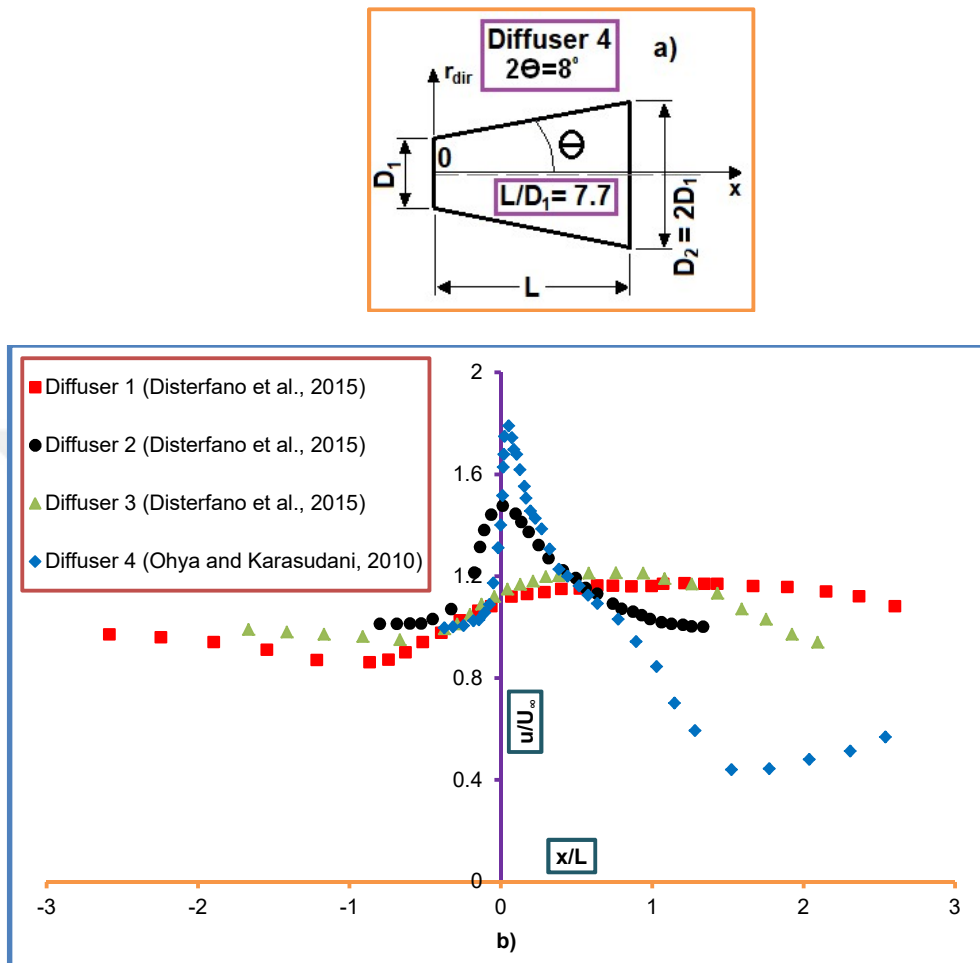 Diffuser 4
2Θ=8°
a)
r_dir
D₁
0
Θ
x
L/D₁= 7.7
D₂ = 2D₁
L
Diffuser 1 (Disterfano et al., 2015)
Diffuser 2 (Disterfano et al., 2015)
Diffuser 3 (Disterfano et al., 2015)
Diffuser 4 (Ohya and Karasudani, 2010)
2
1.6
1.2
0.8
0.4
0
u/U∞
x/L
-3
-2
-1
0
1
2
3
b)